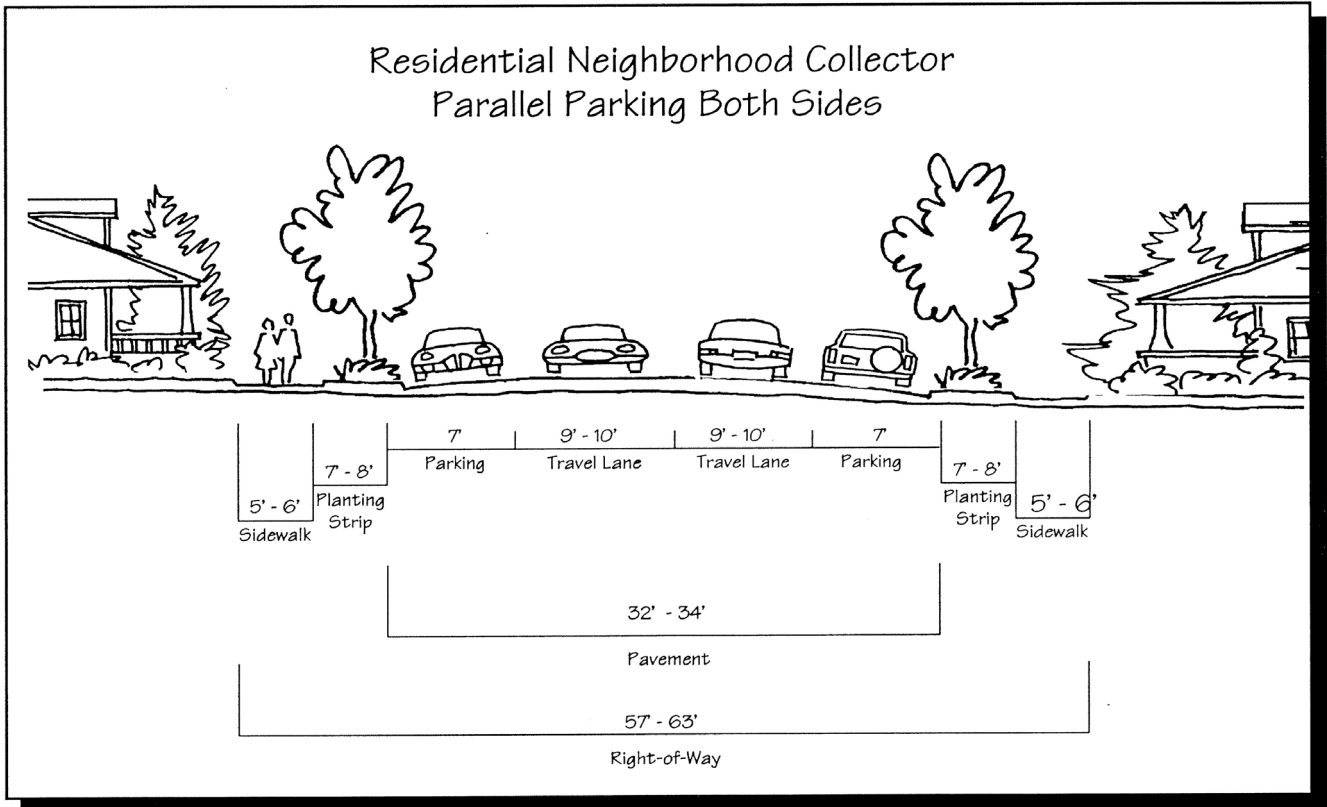 Residential Neighborhood Collector
Parallel Parking Both Sides
7'
9' - 10'
9' - 10'
7'
Parking
Travel Lane
Travel Lane
Parking
7' - 8'
Planting
Strip
7' - 8'
Planting
Strip
5' - 6'
Sidewalk
5' - 6'
Sidewalk
32' - 34'
Pavement
57' - 63'
Right-of-Way